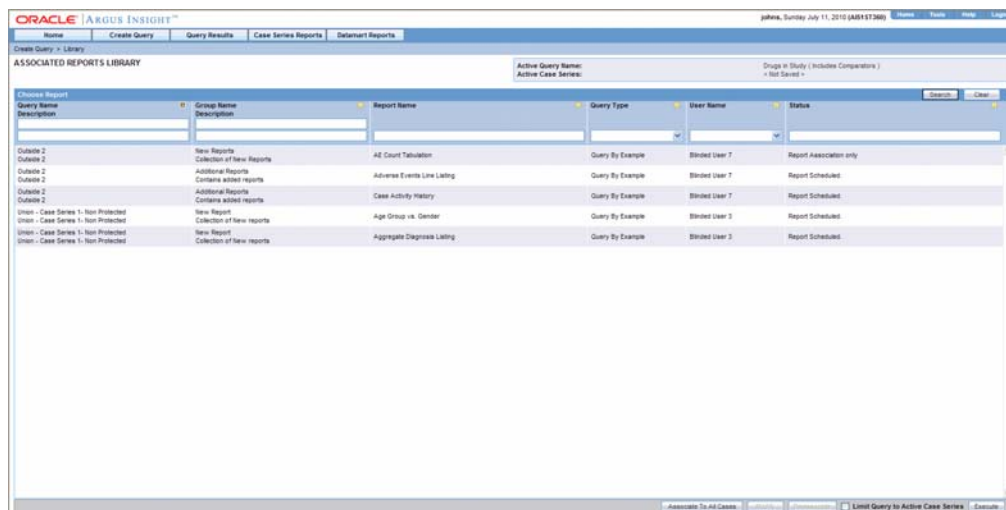 ORACLE | ARGUS INSIGHT™
johns, Sunday July 11, 2010 (AI51ST360)
Home Tools Help
Home Create Query Query Results Case Series Reports Datamart Reports
Create Query > Library
ASSOCIATED REPORTS LIBRARY
Active Query Name: Drugs in Study ( Includes Comparators )
Active Case Series: < Not Saved >
Choose Report Search Clear
Query Name Group Name Report Name Query Type User Name Status
Description Description
Outside 2 New Reports AE Count Tabulation Query By Example Blinded User 7 Report Association only
Outside 2 Collection of New Reports
Outside 2 Additional Reports Adverse Events Line Listing Query By Example Blinded User 7 Report Scheduled.
Outside 2 Contains added reports
Outside 2 Additional Reports Case Activity History Query By Example Blinded User 7 Report Scheduled.
Outside 2 Contains added reports
Union - Case Series 1- Non Protected New Report Age Group vs. Gender Query By Example Blinded User 3 Report Scheduled.
Union - Case Series 1- Non Protected Collection of New reports
Union - Case Series 1- Non Protected New Report Aggregate Diagnosis Listing Query By Example Blinded User 3 Report Scheduled.
Union - Case Series 1- Non Protected Collection of New reports
Associate To All Cases Limit Query to Active Case Series Execute